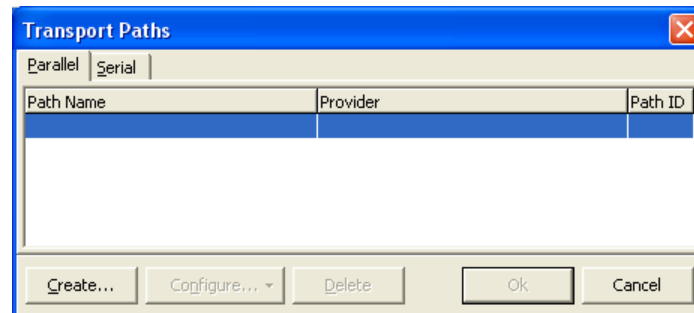 Transport Paths
Parallel Serial
Path Name Provider Path ID
Create... Configure... Delete Ok Cancel